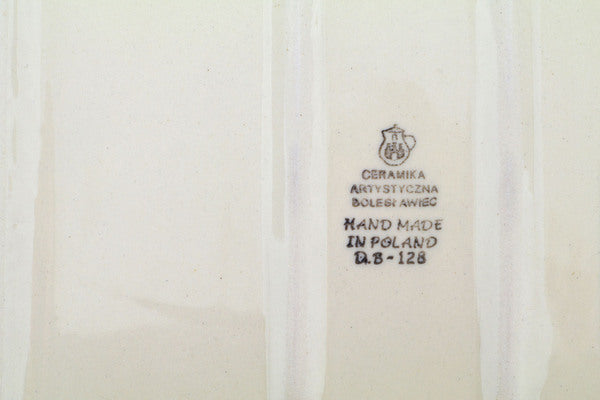 CERAMIKA
ARTYSTYCZNA
BOLESŁAWIEC
HAND MADE
IN POLAND
D.B-128